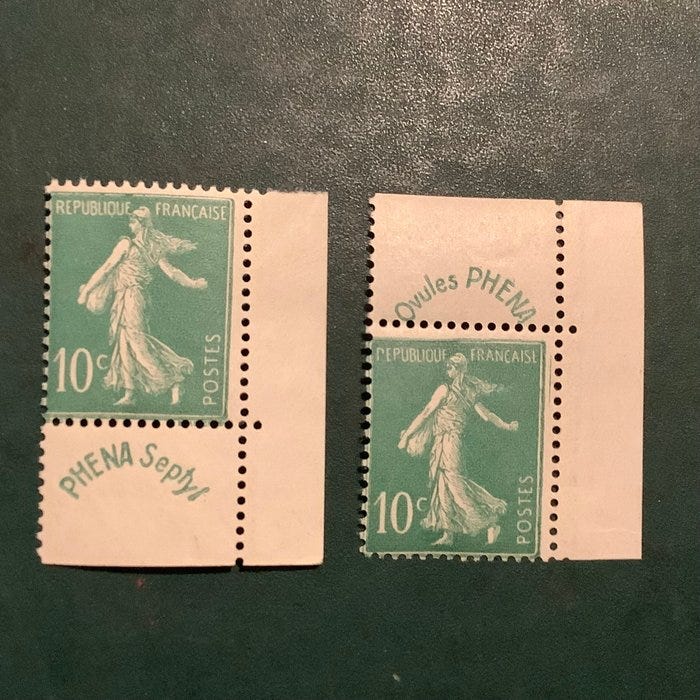 REPUBLIQUE FRANÇAISE
10c
POSTES
PHENA Septyl
Ovules PHENA
REPUBLIQUE FRANÇAISE
10c
POSTES